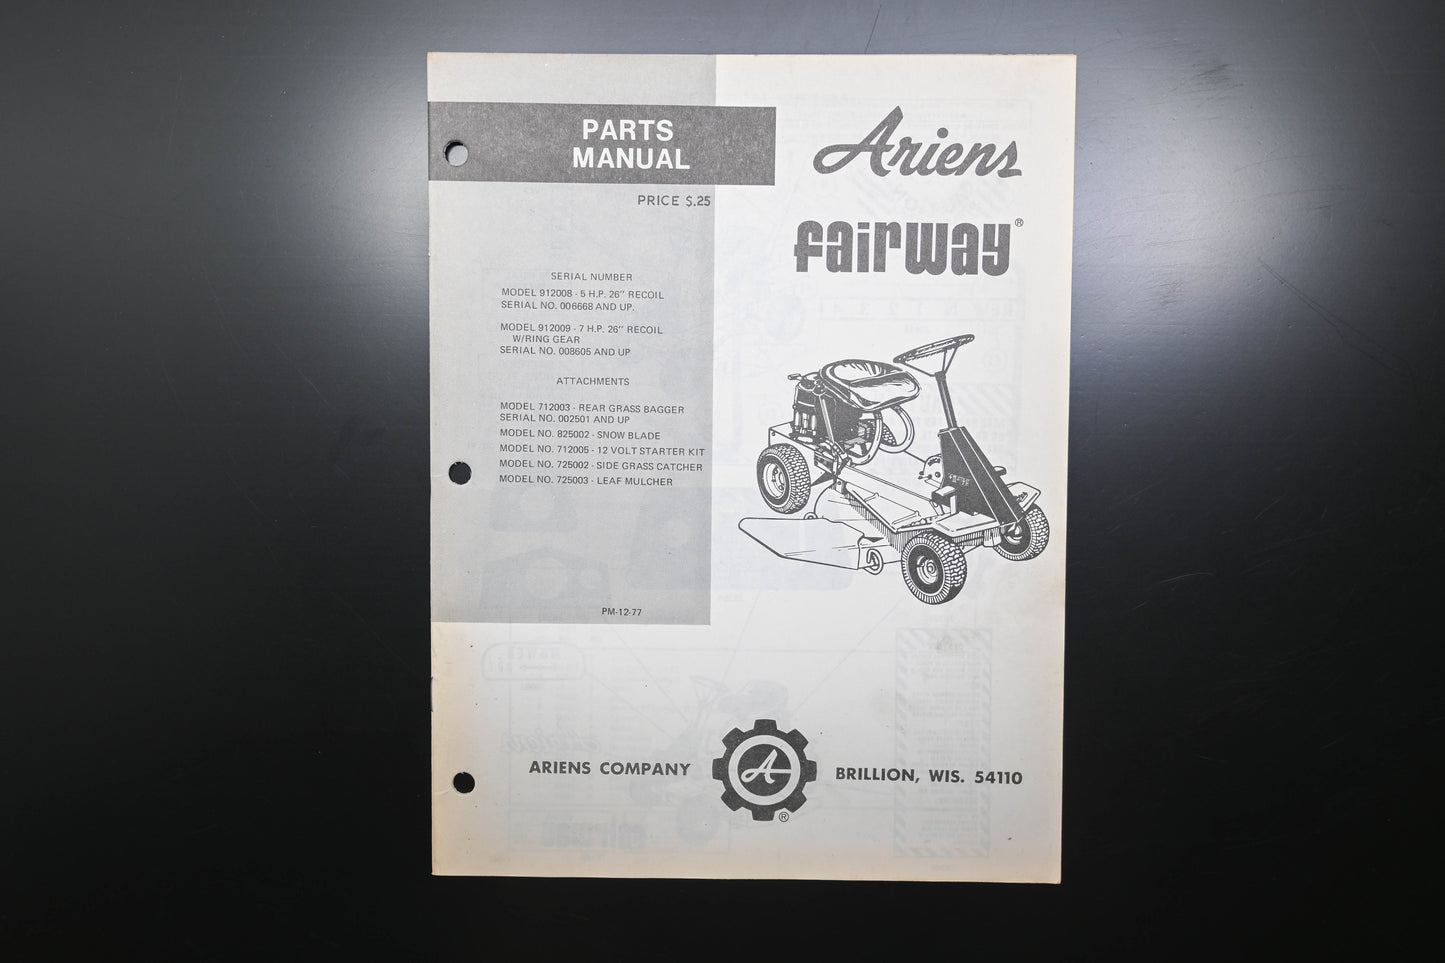 PARTS
MANUAL
PRICE $.25
SERIAL NUMBER
MODEL 912008 - 5 H.P. 26" RECOIL
SERIAL NO. 006668 AND UP.
MODEL 912009 - 7 H.P. 26" RECOIL
W/RING GEAR
SERIAL NO. 008605 AND UP
ATTACHMENTS
MODEL 712003 - REAR GRASS BAGGER
SERIAL NO. 002501 AND UP
MODEL NO. 825002 - SNOW BLADE
MODEL NO. 712005 - 12 VOLT STARTER KIT
MODEL NO. 725002 - SIDE GRASS CATCHER
MODEL NO. 725003 - LEAF MULCHER
PM-12-77
Ariens
fairway®
ARIENS COMPANY
A
®
BRILLION, WIS. 54110